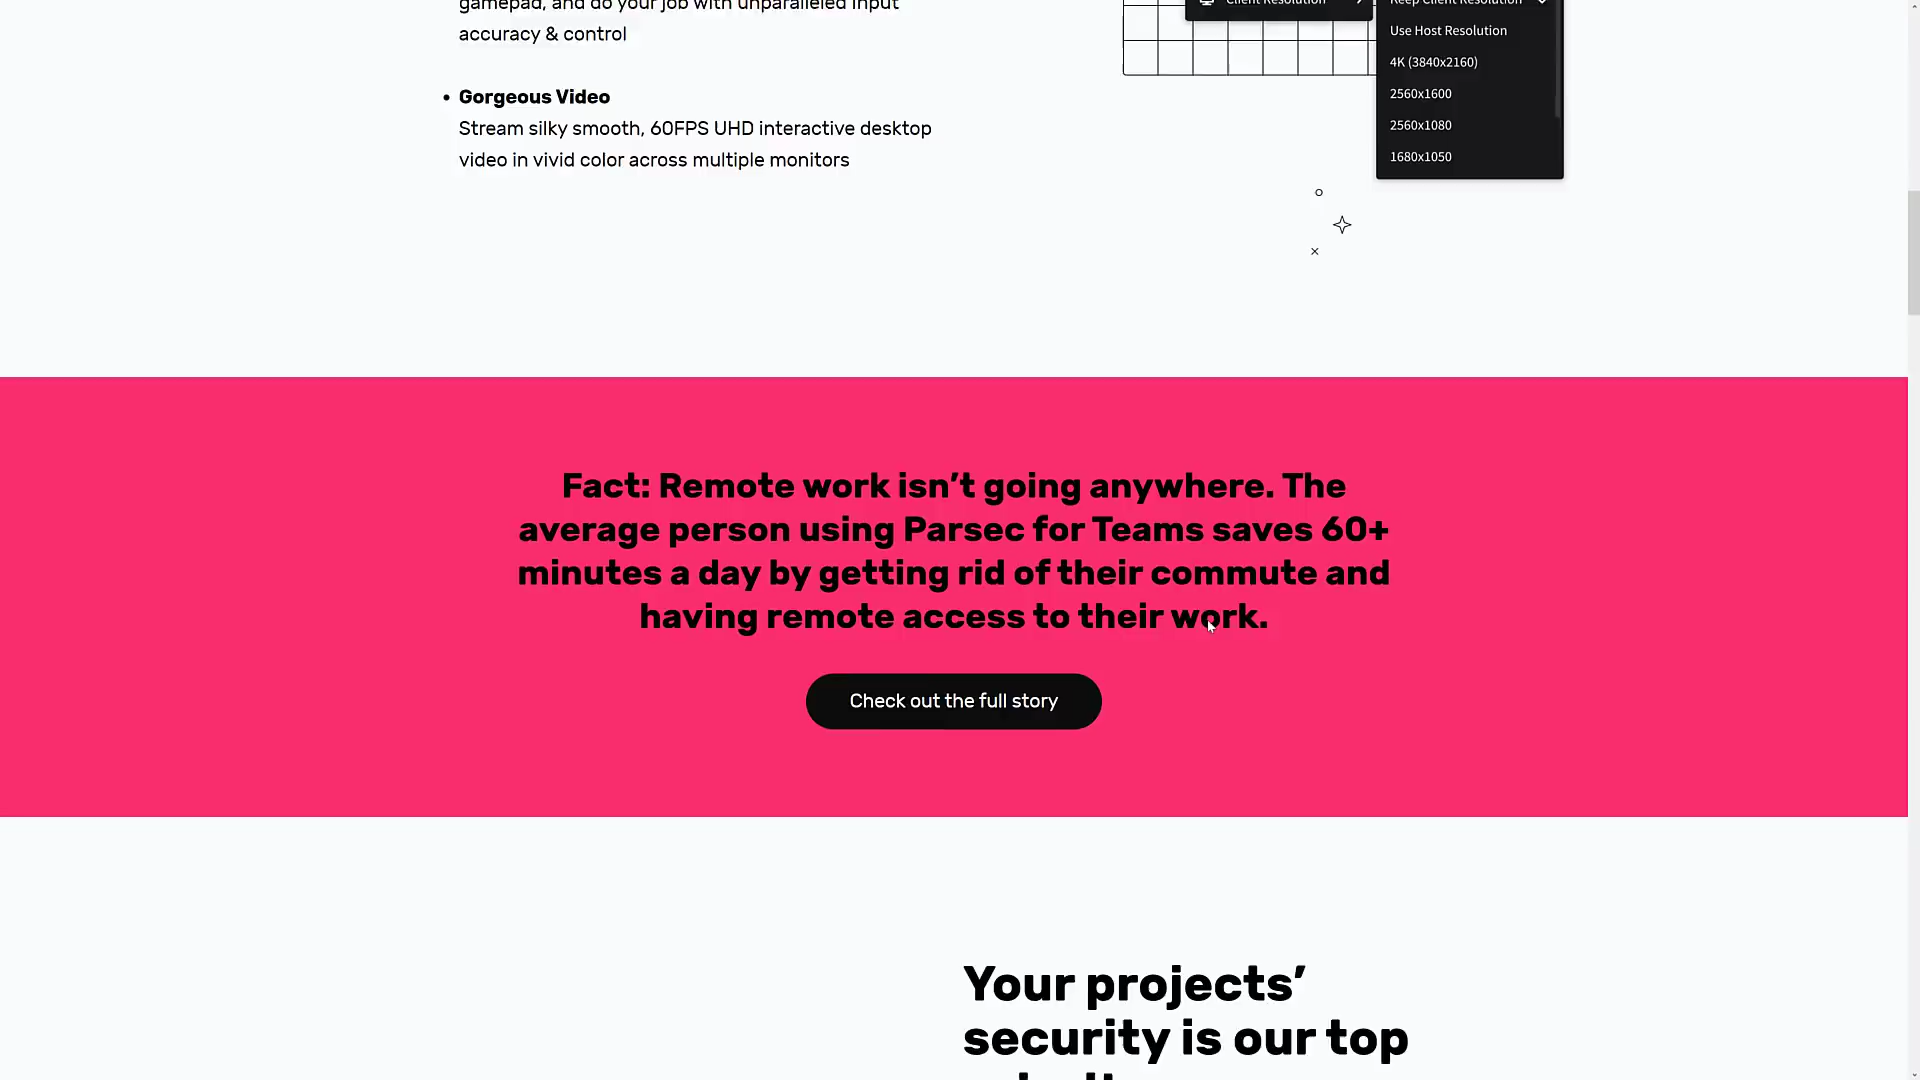 gamepad, and do your job with unparalleled input
accuracy & control
• Gorgeous Video
Stream silky smooth, 60FPS UHD interactive desktop
video in vivid color across multiple monitors
Client Resolution
Keep Client Resolution
Use Host Resolution
4K (3840x2160)
2560x1600
2560x1080
1680x1050
Fact: Remote work isn’t going anywhere. The
average person using Parsec for Teams saves 60+
minutes a day by getting rid of their commute and
having remote access to their work.
Check out the full story
Your projects’
security is our top